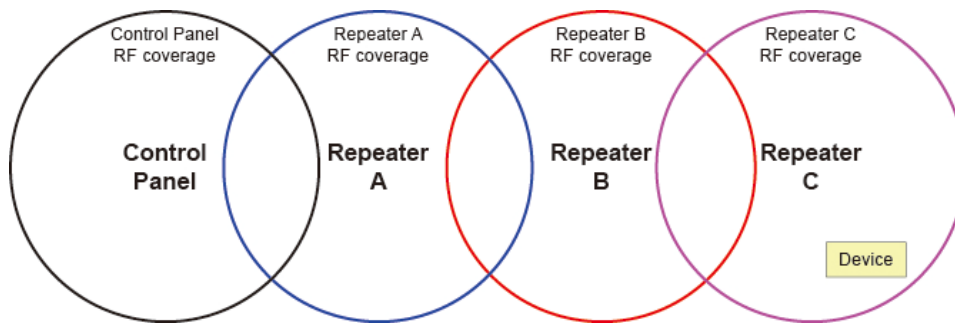 Control Panel
RF coverage
Repeater A
RF coverage
Repeater B
RF coverage
Repeater C
RF coverage
Control
Panel
Repeater
A
Repeater
B
Repeater
C
Device